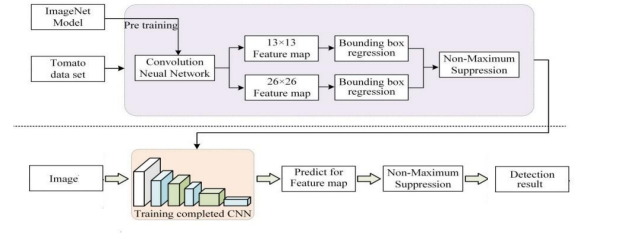 ImageNet
Model
Pre training
Tomato
data set
Convolution
Neual Network
13×13
Feature map
Bounding box
regression
26×26
Feature map
Bounding box
regression
Non-Maximum
Suppression
Image
Training completed CNN
Predict for
Feature map
Non-Maximum
Suppression
Detection
result